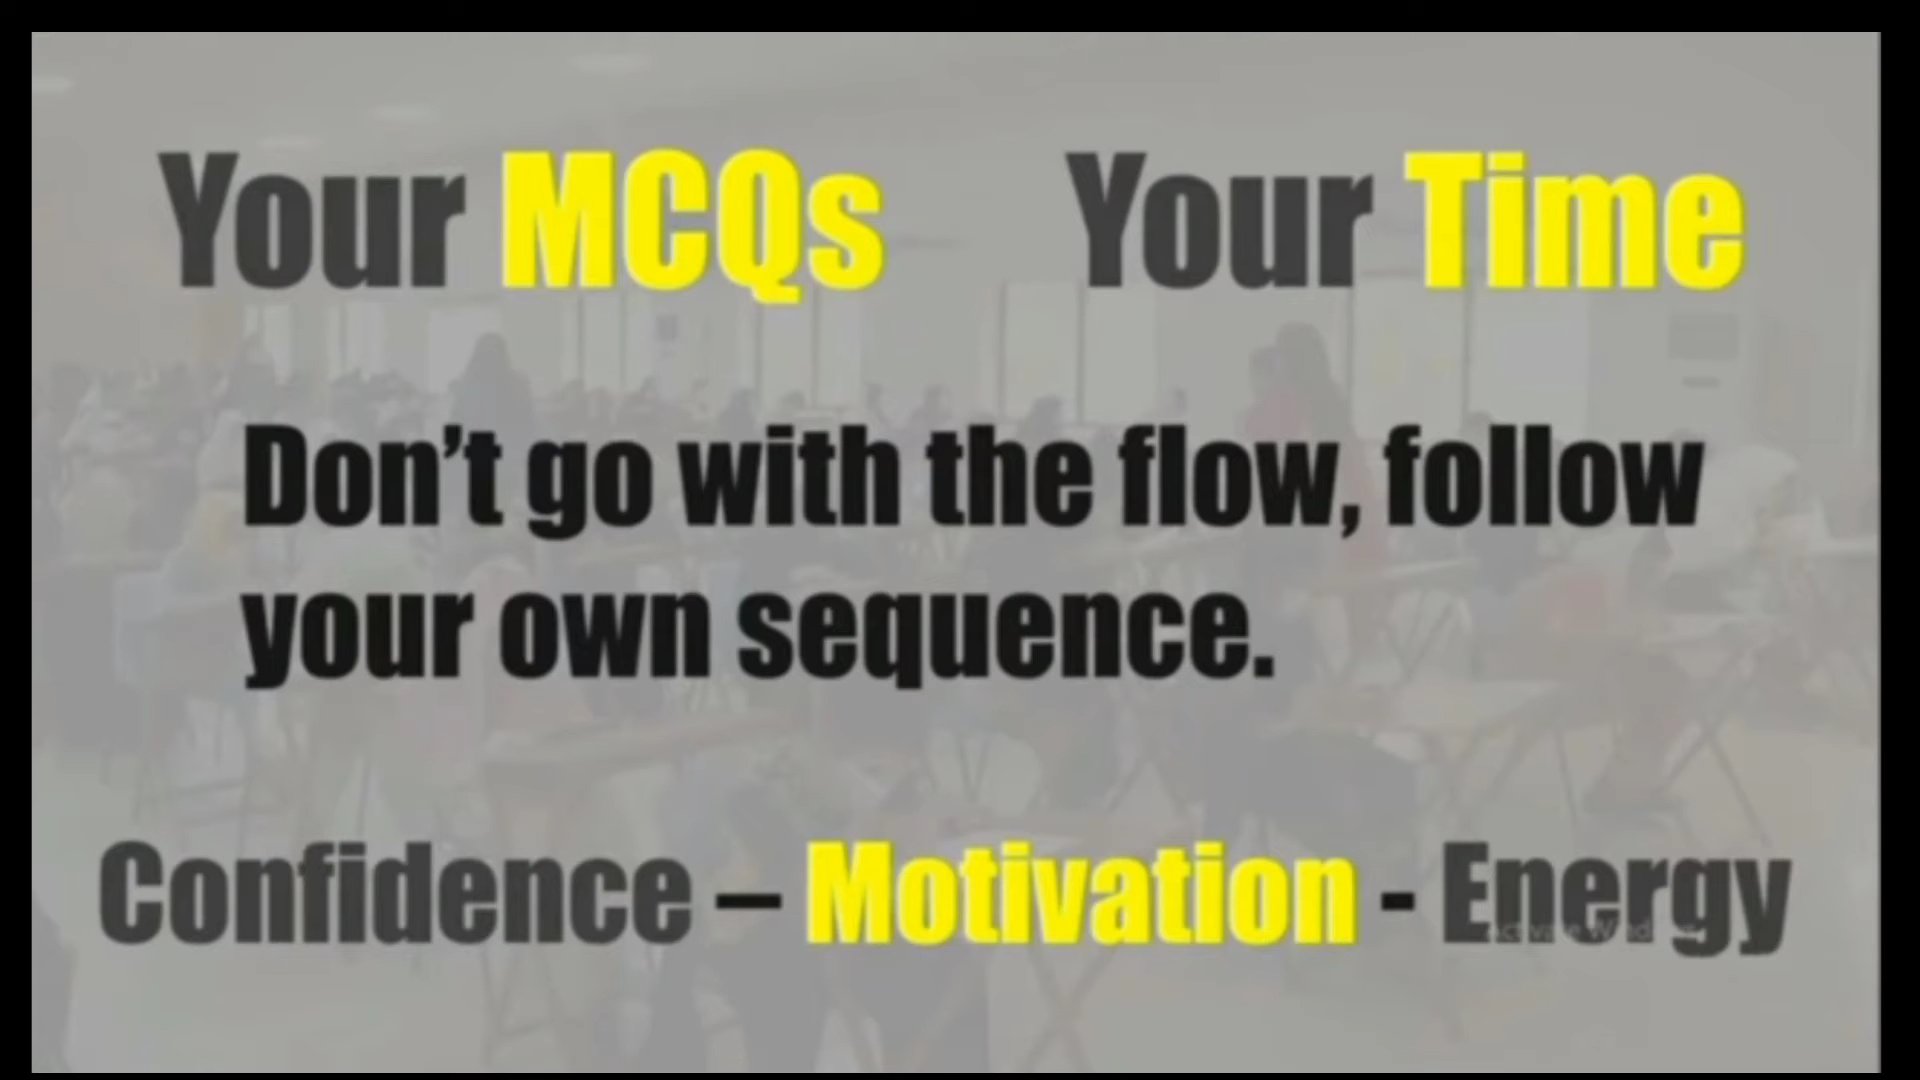 Your MCQs Your Time
Don't go with the flow, follow
your own sequence.
Confidence – Motivation - Energy